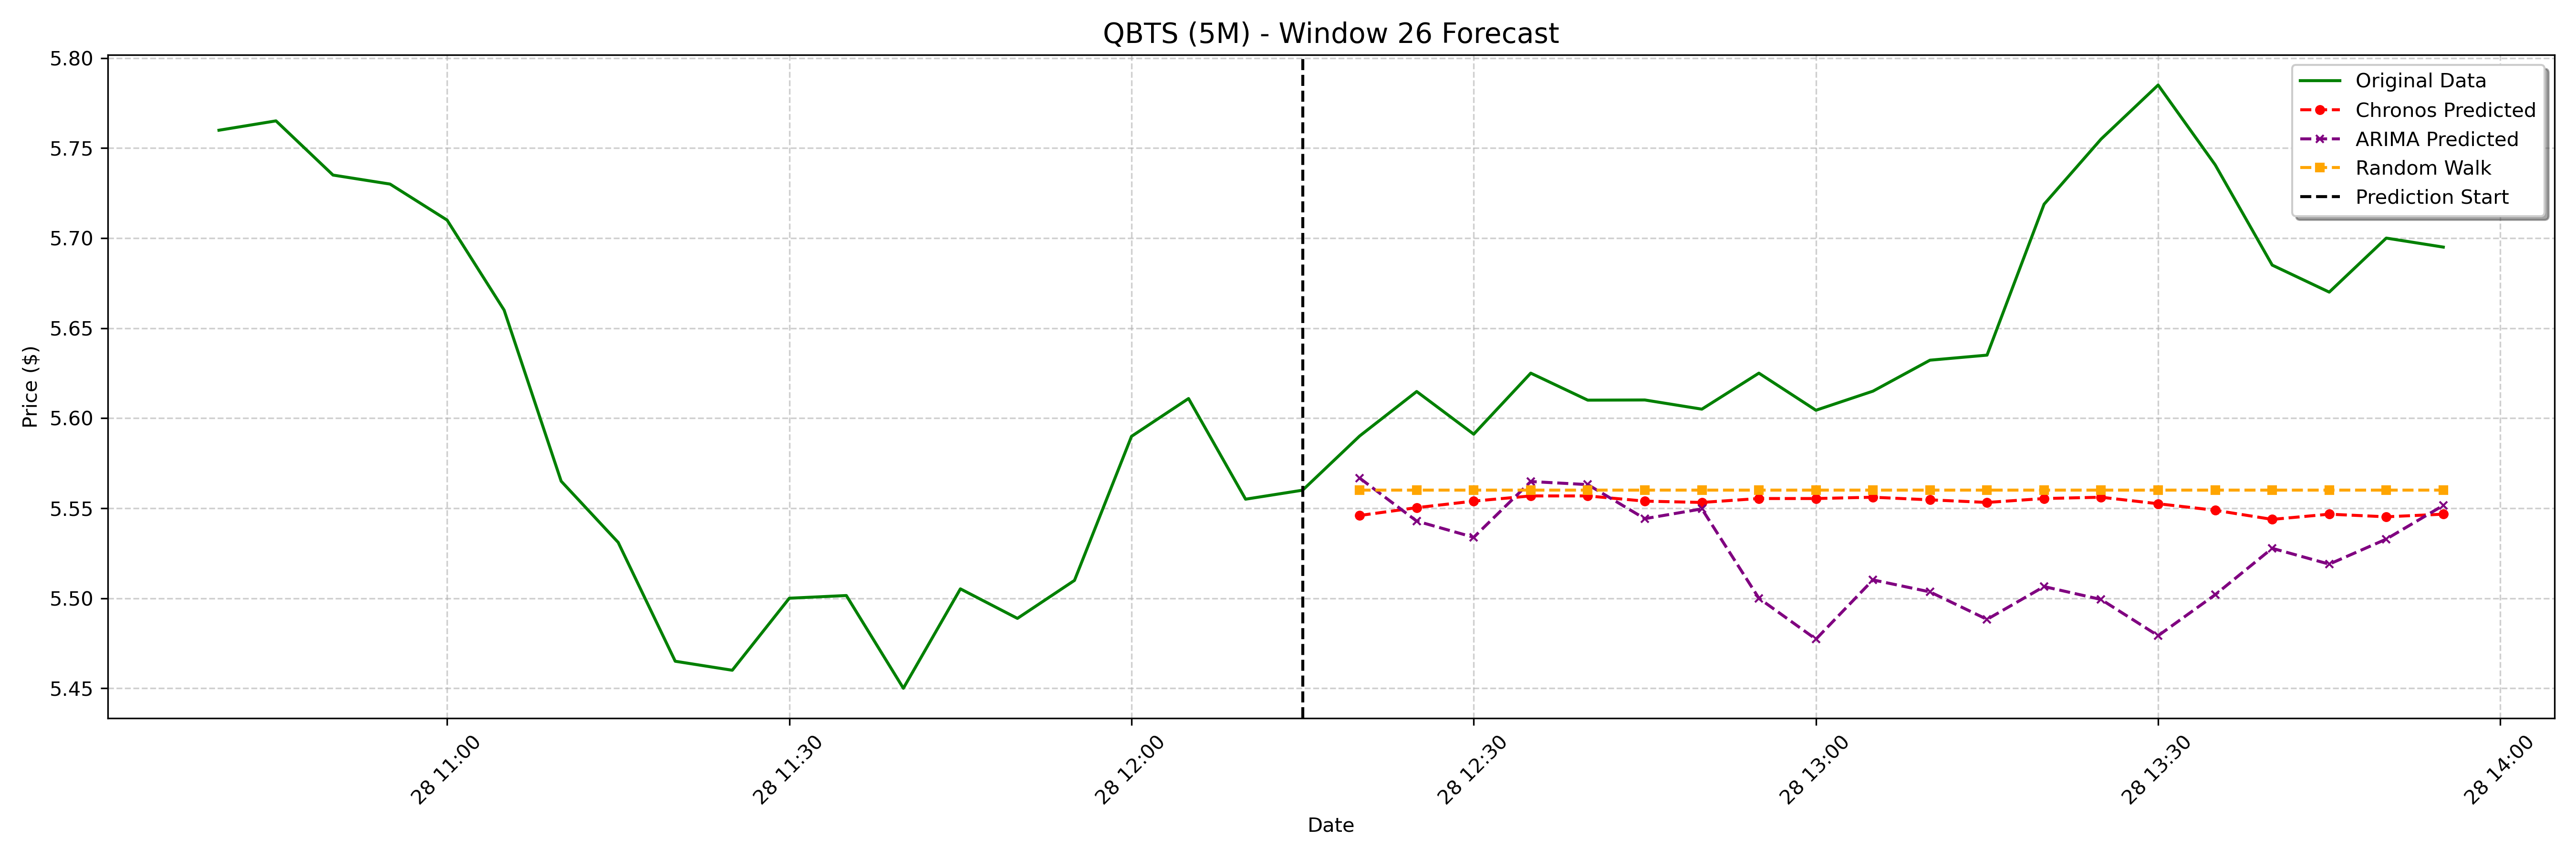 QBTS (5M) - Window 26 Forecast
Price ($)
5.80
5.75
5.70
5.65
5.60
5.55
5.50
5.45
Original Data
Chronos Predicted
ARIMA Predicted
Random Walk
Prediction Start
28 11:00
28 11:30
28 12:00
28 12:30
28 13:00
28 13:30
28 14:00
Date